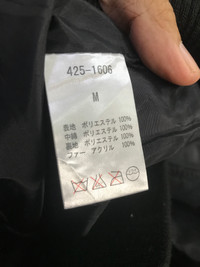 425-1606
M
表地 ポリエステル 100%
中綿 ポリエステル 100%
裏地 ポリエステル 100%
ファー アクリル 100%